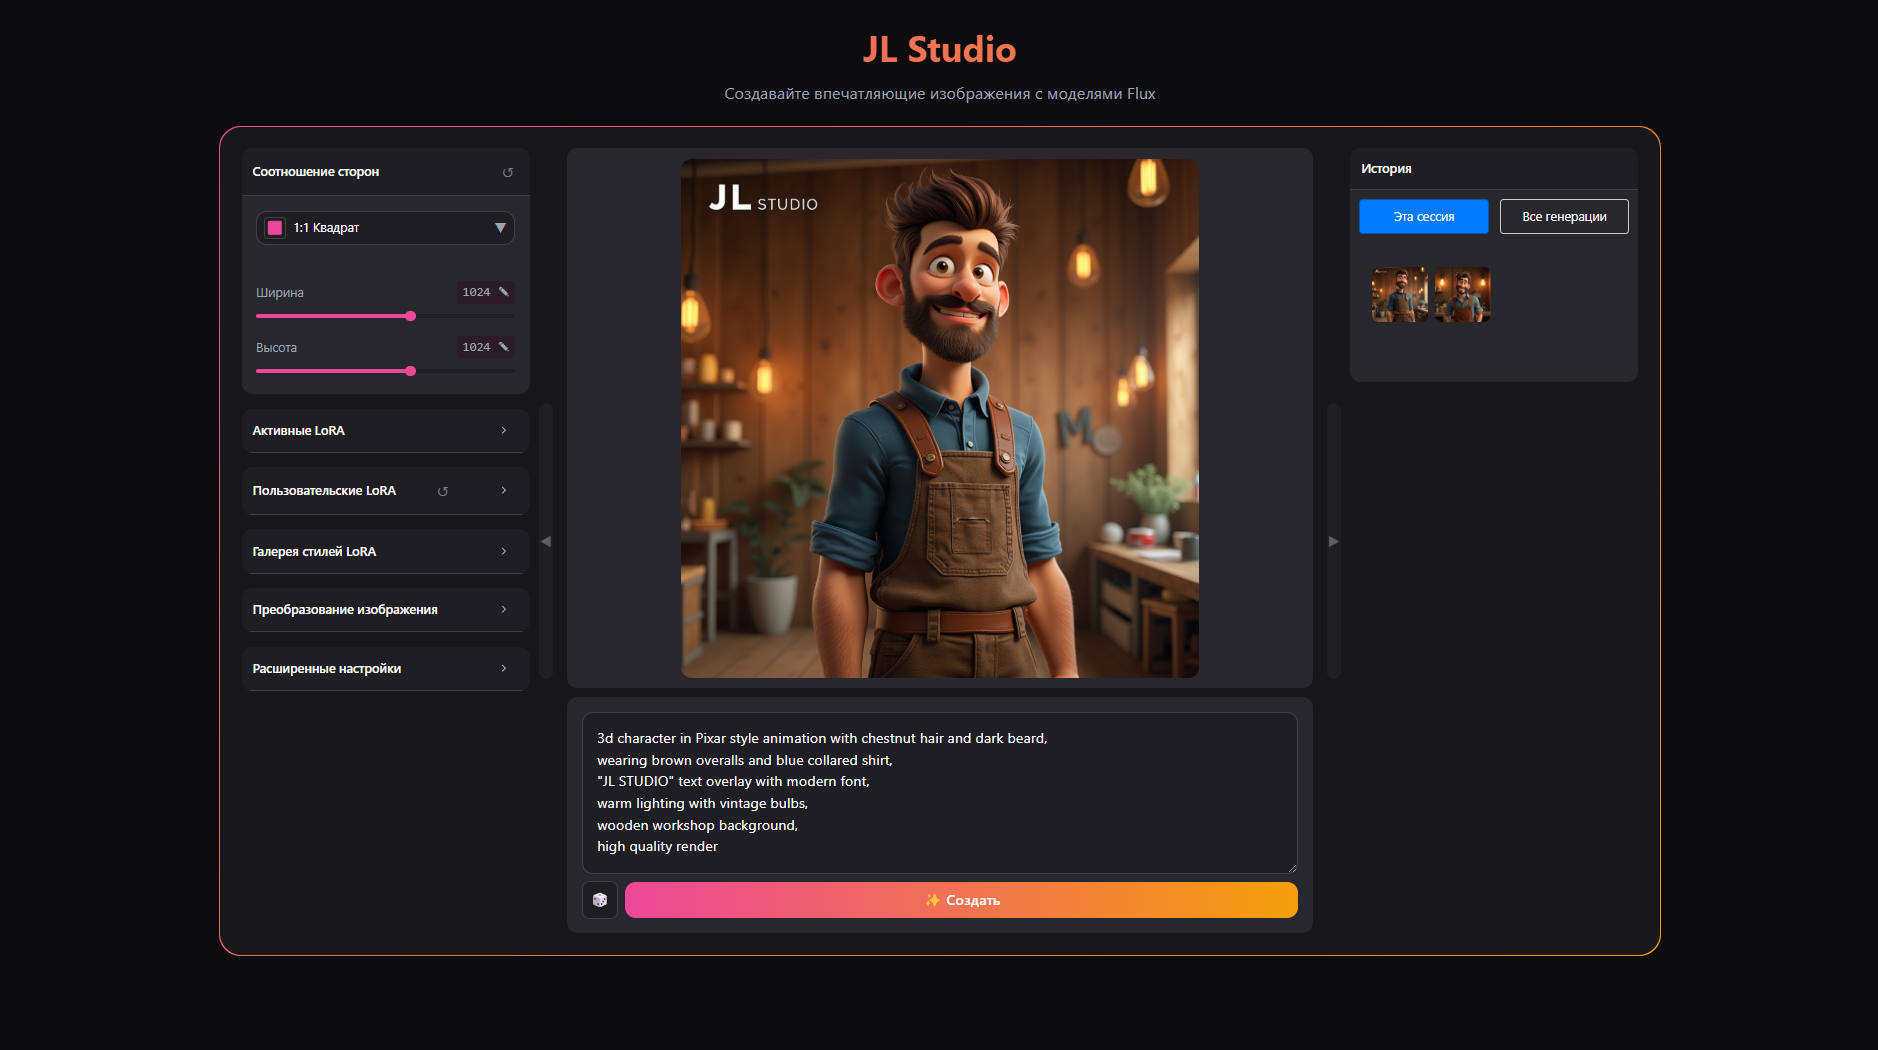 JL Studio
Создавайте впечатляющие изображения с моделями Flux
Соотношение сторон
1:1 Квадрат
Ширина
1024
Высота
1024
Активные LoRA
Пользовательские LoRA
Галерея стилей LoRA
Преобразование изображения
Расширенные настройки
JL STUDIO
M
3d character in Pixar style animation with chestnut hair and dark beard,
wearing brown overalls and blue collared shirt,
"JL STUDIO" text overlay with modern font,
warm lighting with vintage bulbs,
wooden workshop background,
high quality render
✨ Создать
История
Эта сессия
Все генерации